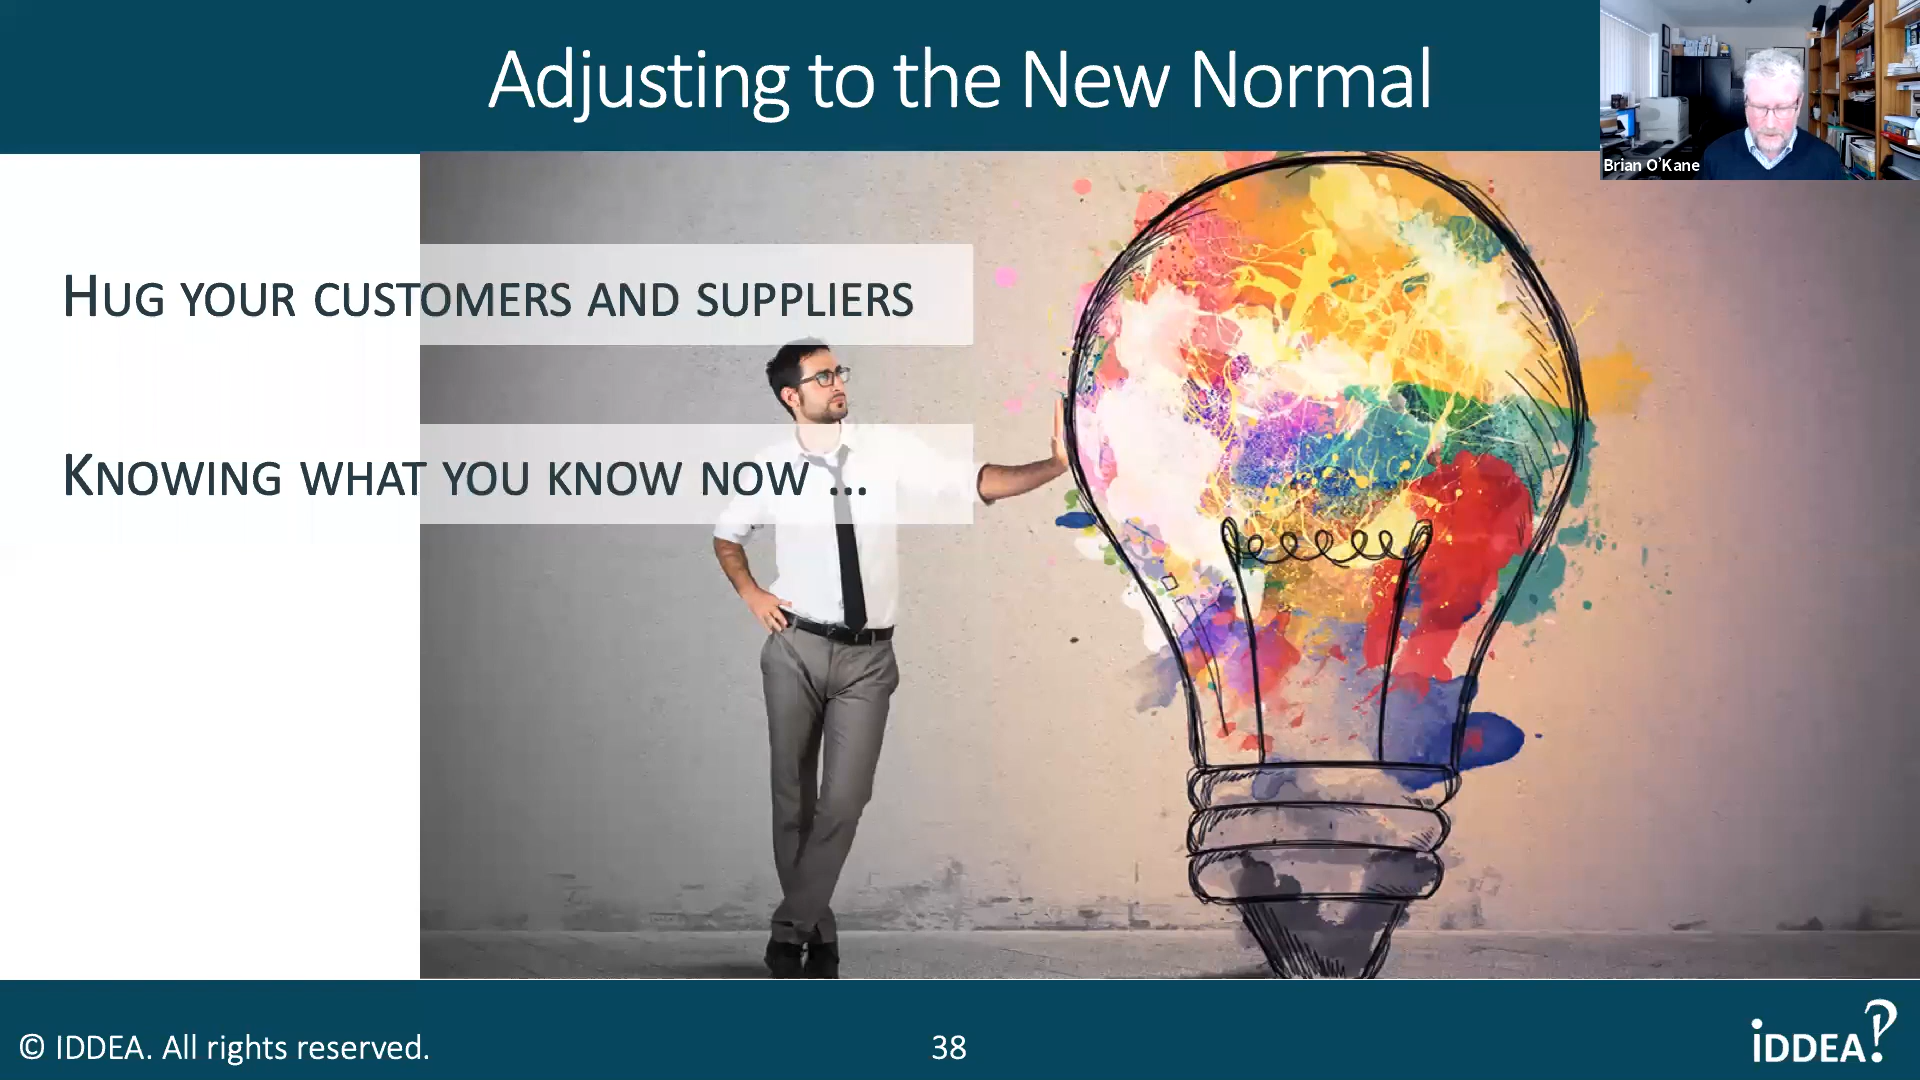 Adjusting to the New Normal
Brian O'Kane
HUG YOUR CUSTOMERS AND SUPPLIERS
KNOWING WHAT YOU KNOW NOW ...
© IDDEA. All rights reserved.
38
iDDEA?